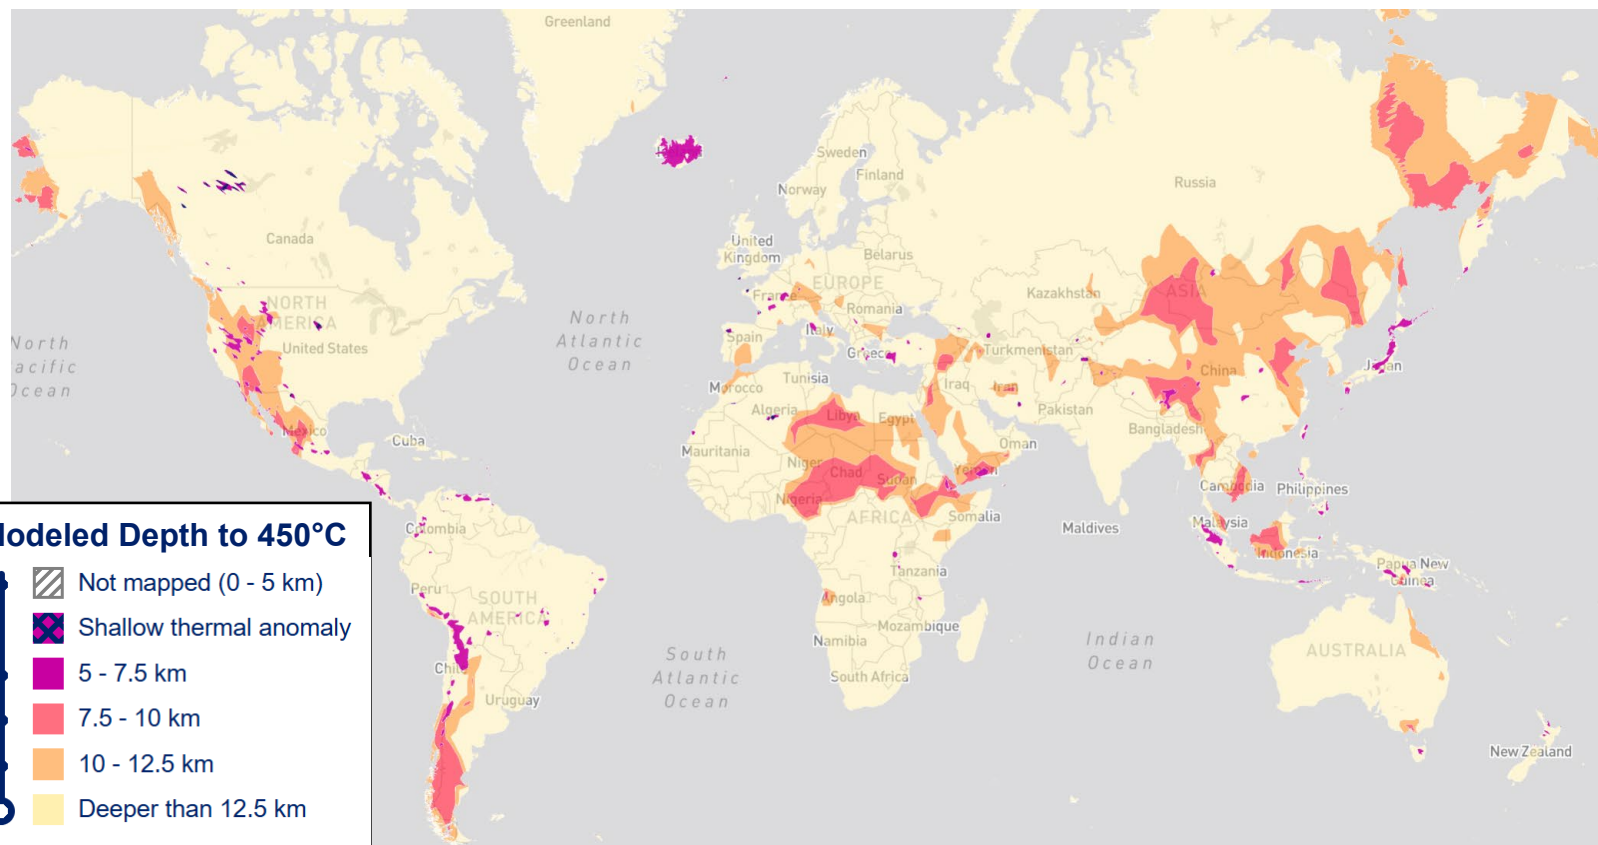 Greenland
Sweden
Finland
Norway
Russia
Canada
United
Kingdom
Belarus
EUROPE
France
Kazakhstan
ASIA
NORTH
AMERICA
Romania
North
Atlantic
Ocean
North
acific
Ocean
United States
Spain
Italy
Greece
Turkmenistan
China
Japan
Morocco
Tunisia
Iraq
Iran
Pakistan
Algeria
Libya
Egypt
Bangladesh
Mexico
Cuba
Mauritania
Oman
Niger
Chad
Sudan
Yemen
Cambodia
Philippines
Nigeria
AFRICA
Somalia
Maldives
Malaysia
Indonesia
Colombia
Papua New
Guinea
Tanzania
Peru
SOUTH
AMERICA
Angola
Mozambique
Namibia
Indian
Ocean
AUSTRALIA
South
Atlantic
Ocean
Chil
South Africa
Uruguay
New Zealand
odeled Depth to 450°C
Not mapped (0 - 5 km)
Shallow thermal anomaly
5 - 7.5 km
7.5 - 10 km
10 - 12.5 km
Deeper than 12.5 km